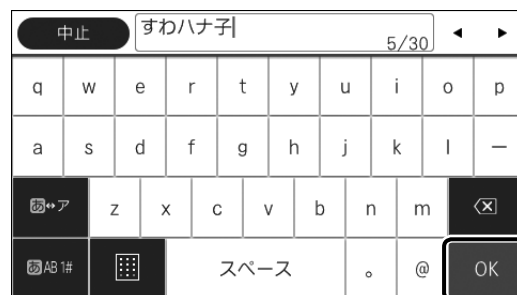 中止 すわハナ子 5/30 ◀ ▶
q w e r t y u i o p
a s d f g h j k l ー
あ↔ア z x c v b n m
あAB1# スペース 。 @ OK